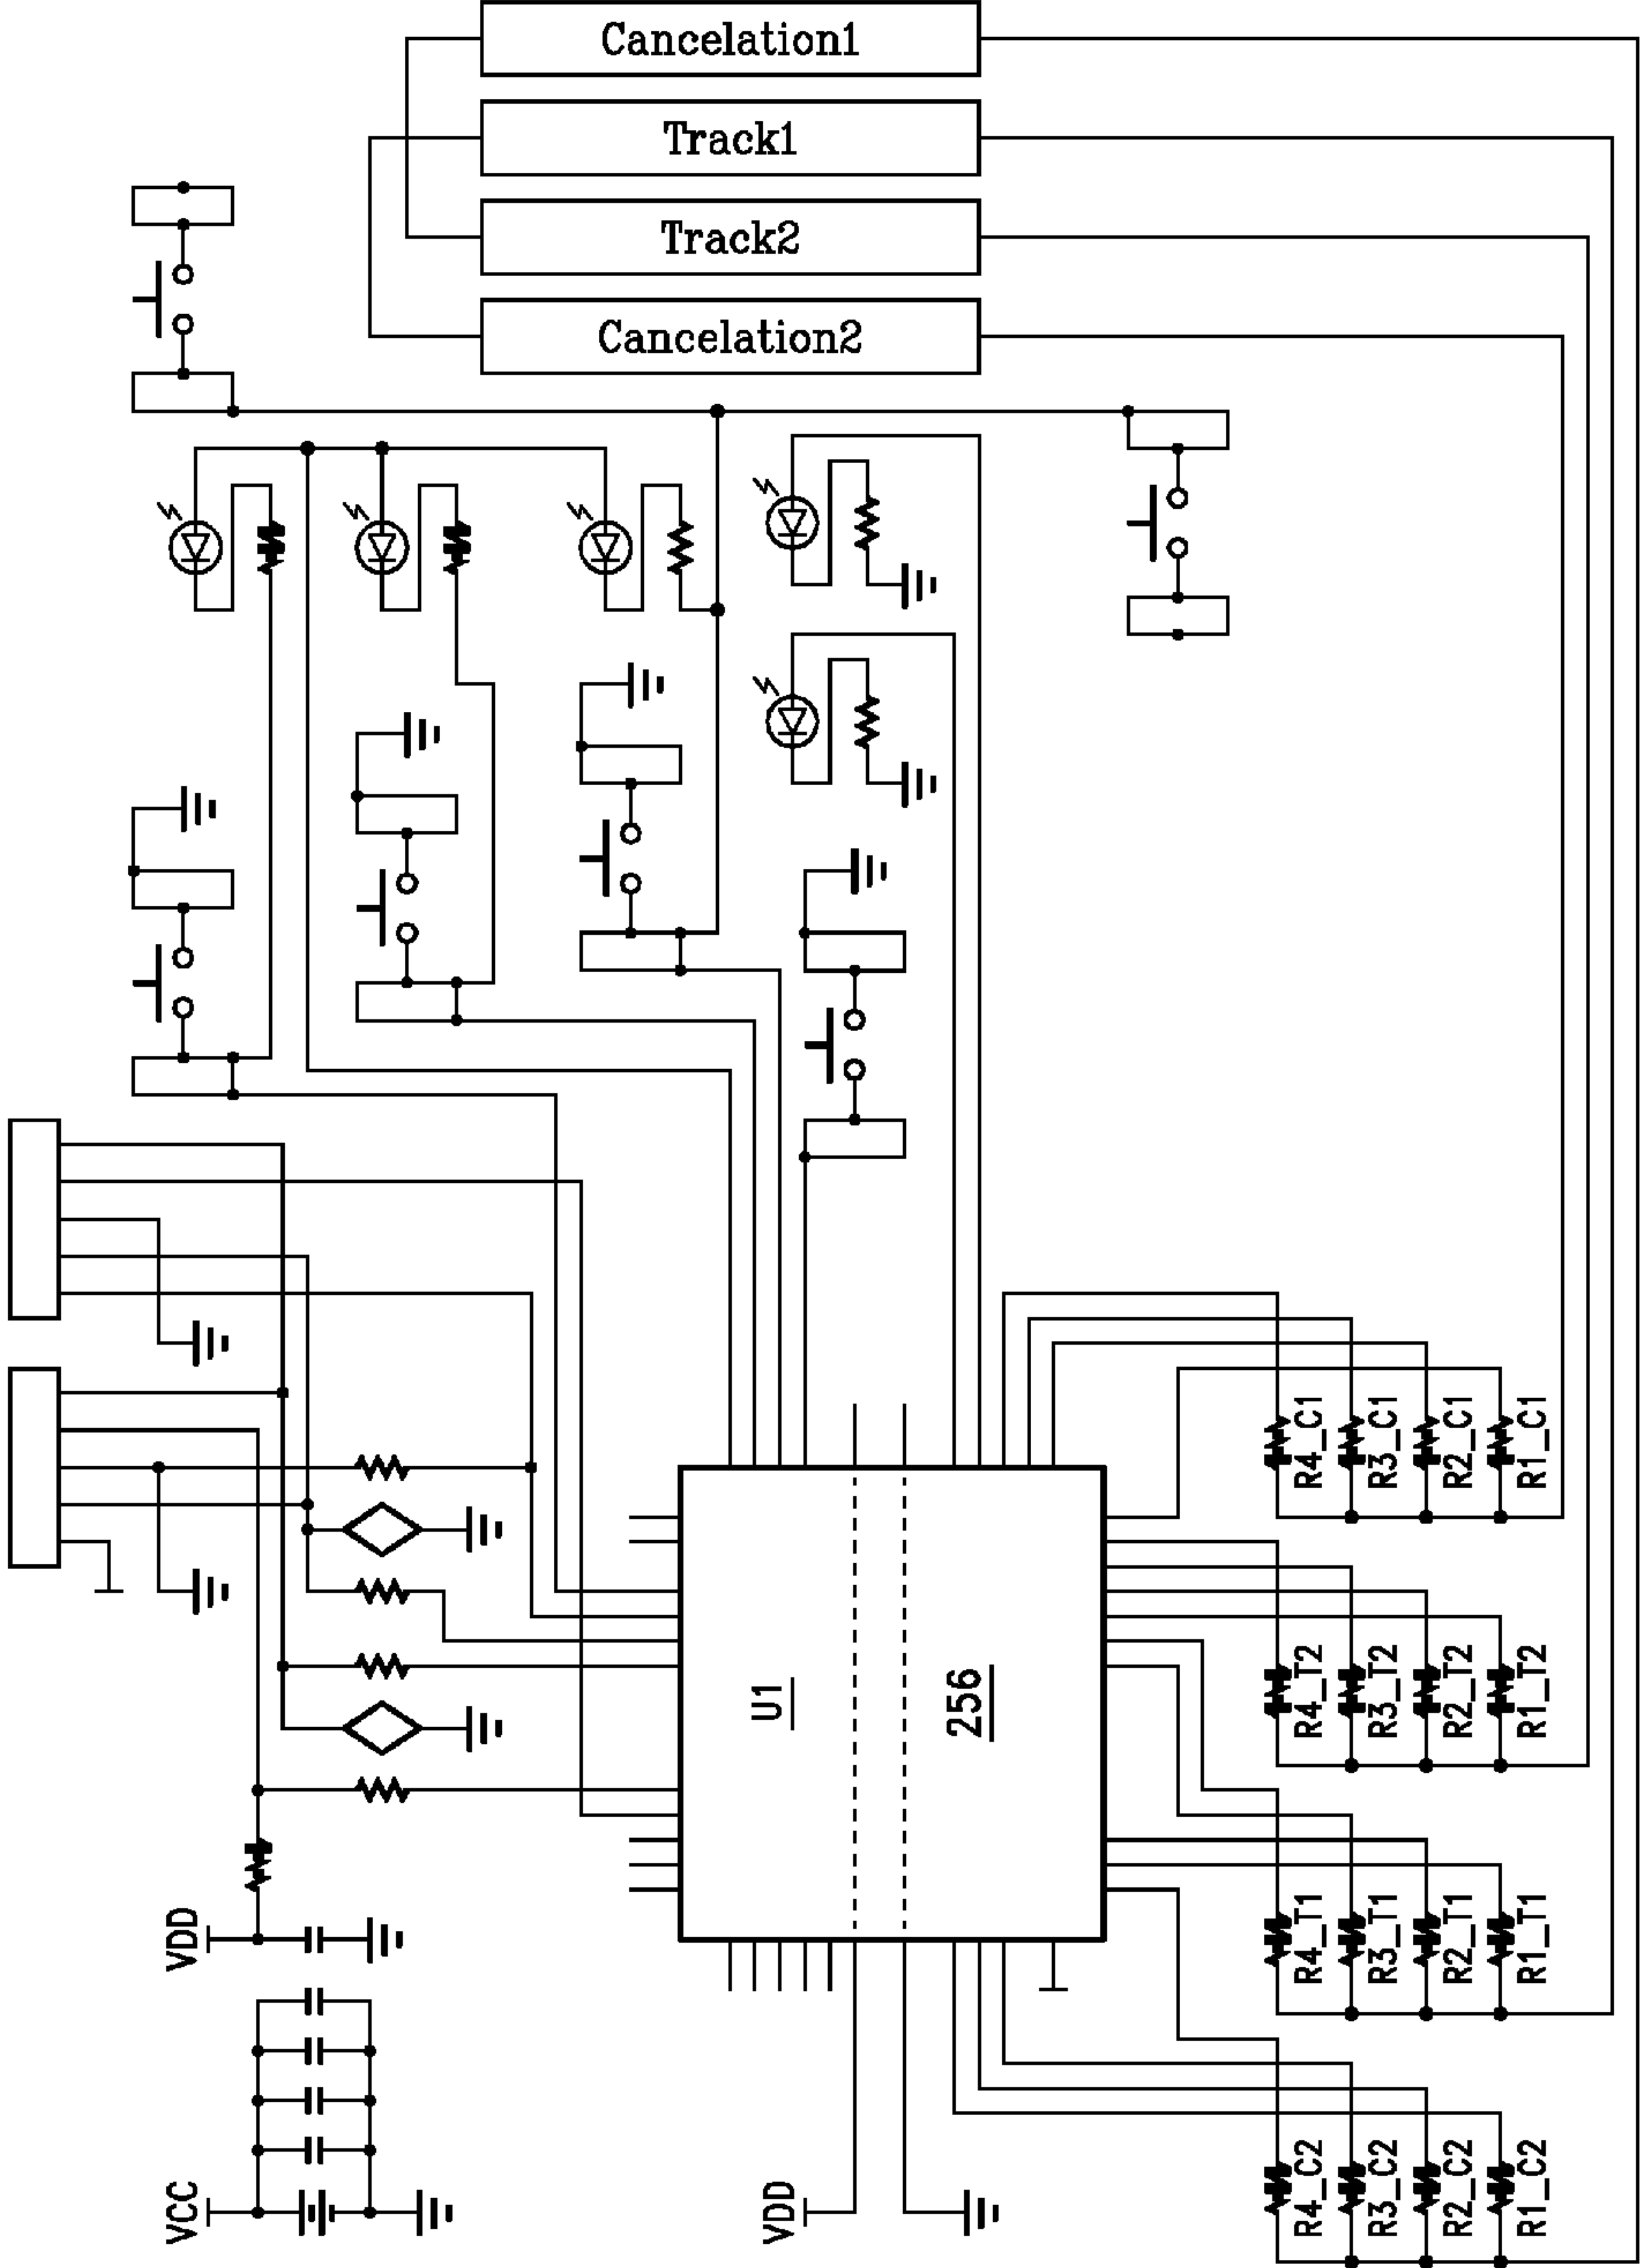 Cancelation1
Track1
Track2
Cancelation2
R4_C1
R3_C1
R2_C1
R1_C1
R4_T2
R3_T2
R2_T2
R1_T2
U1
256
R4_T1
R3_T1
R2_T1
R1_T1
VDD
VCC
VDD
R4_C2
R3_C2
R2_C2
R1_C2